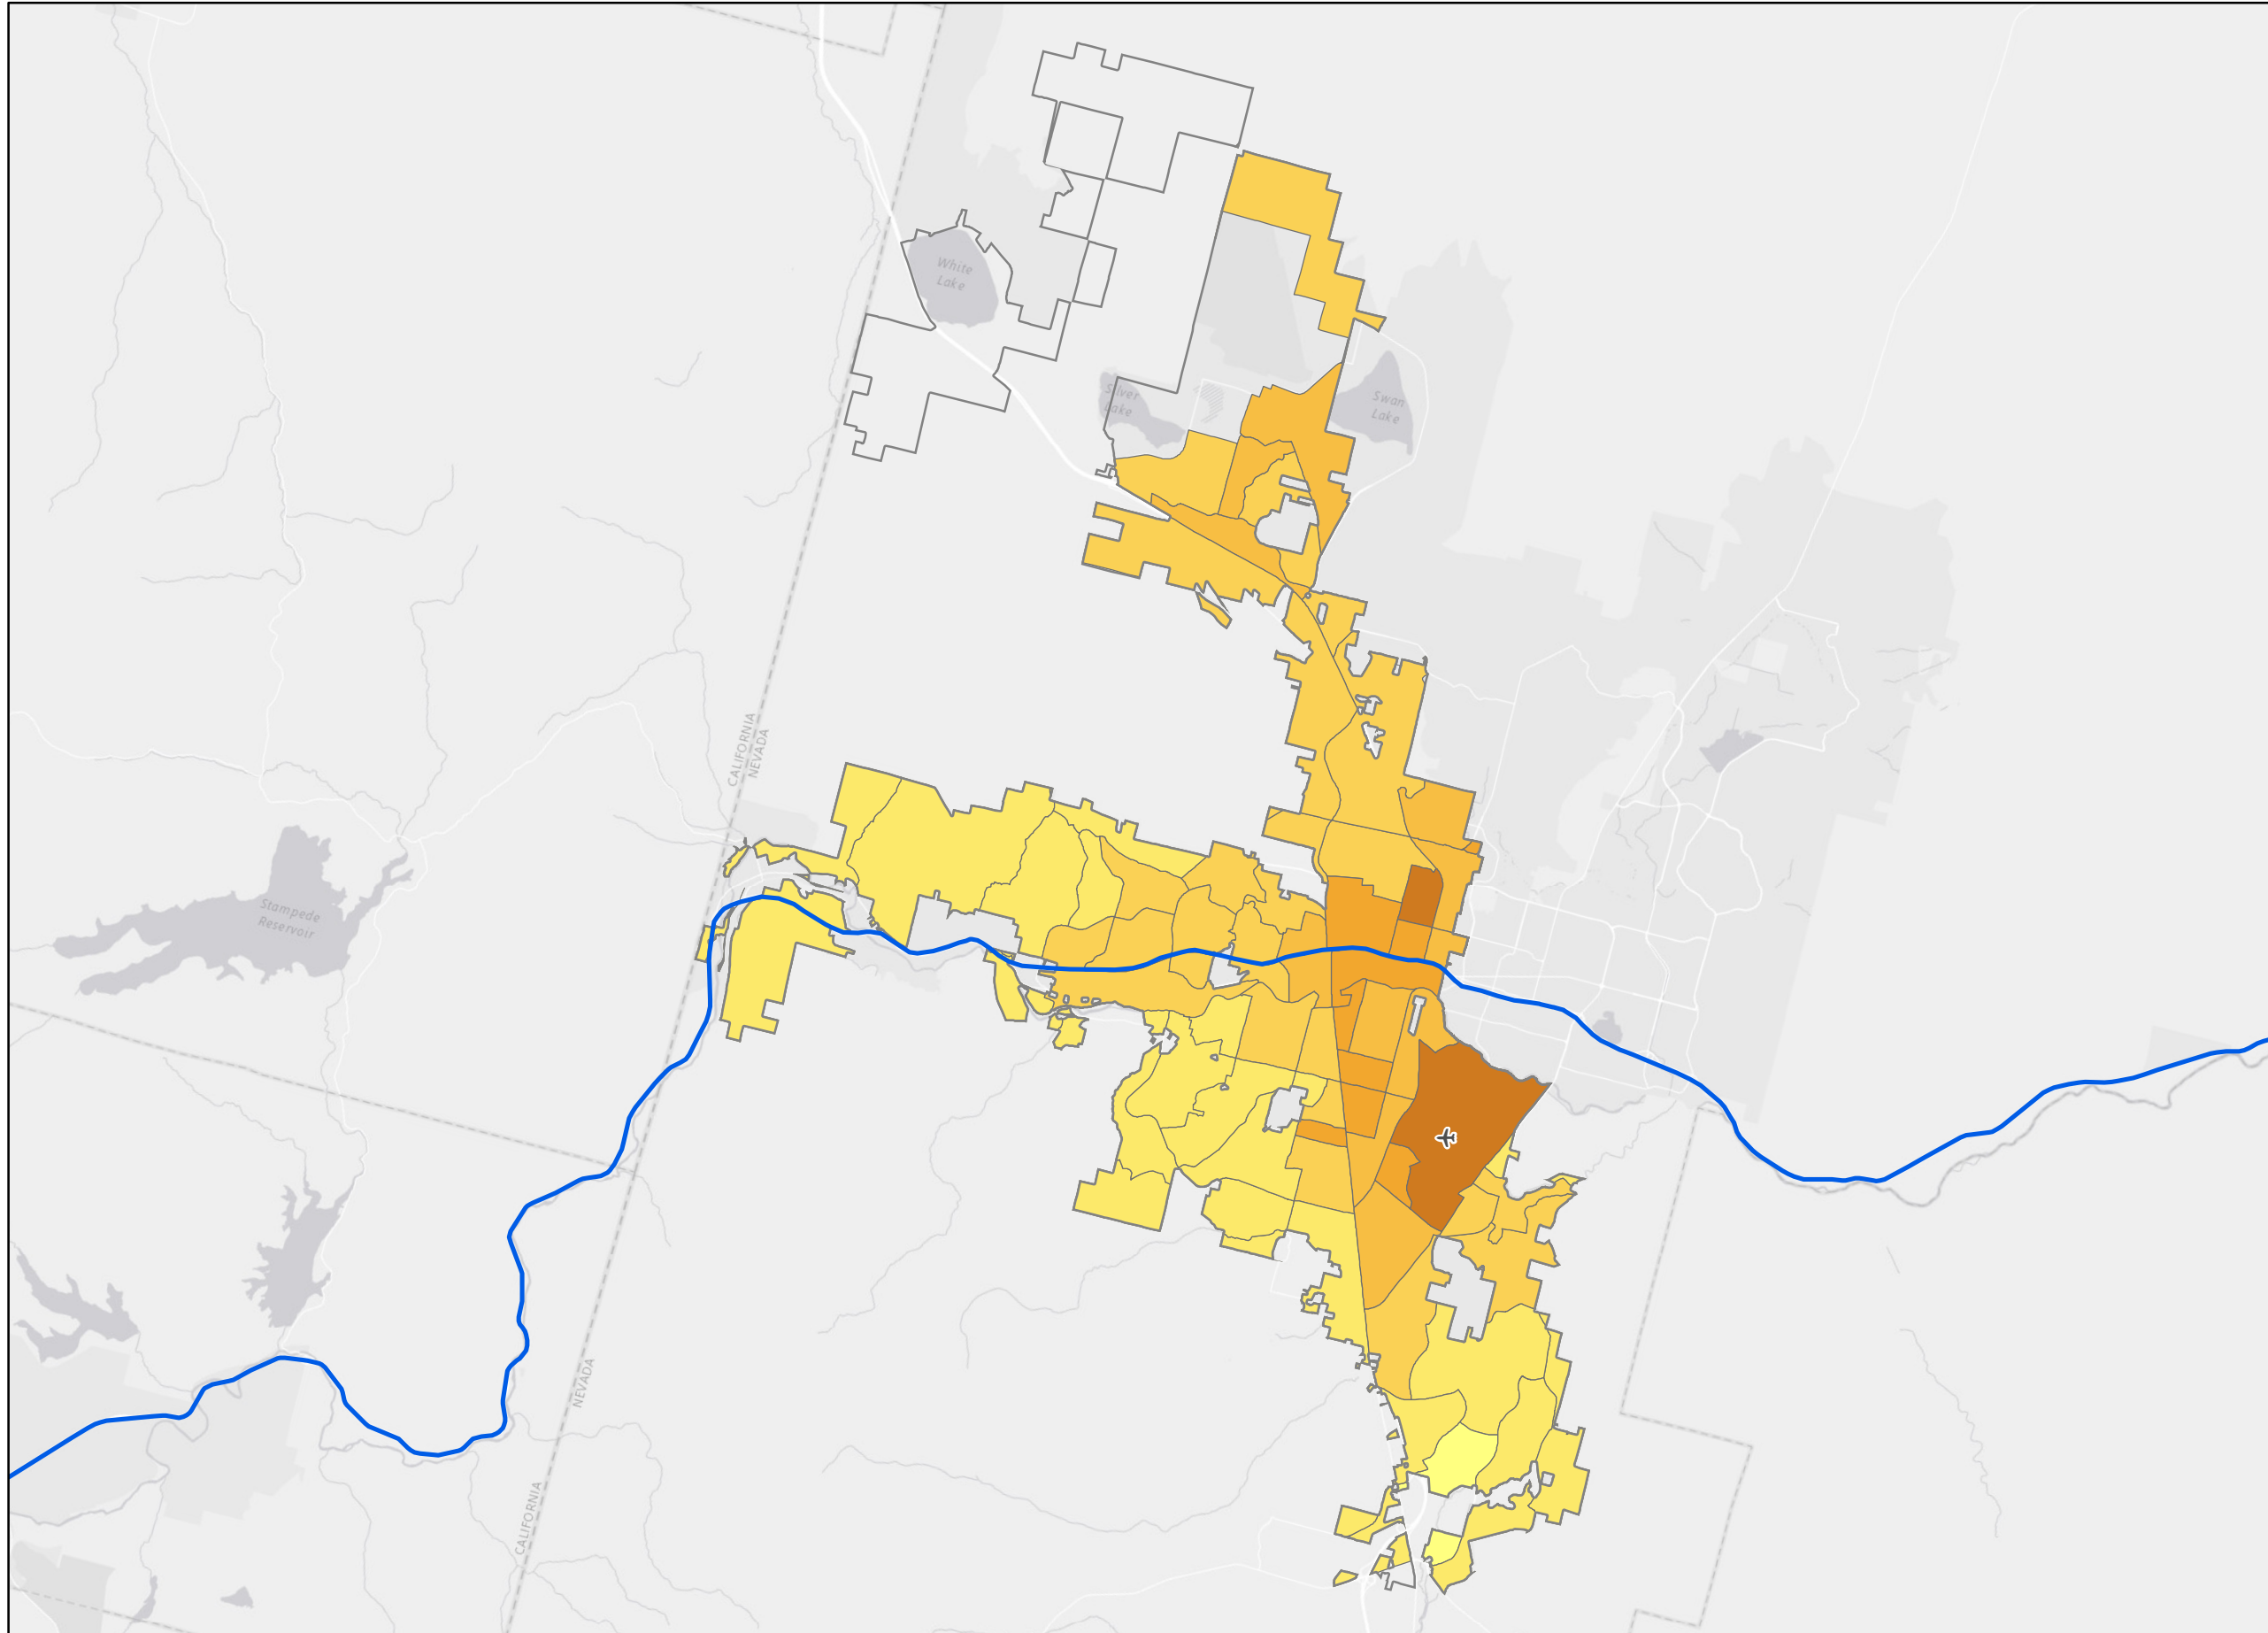 White
Lake
Silver
Lake
Swan
Lake
CALIFORNIA
NEVADA
Stampede
Reservoir
NEVADA
CALIFORNIA